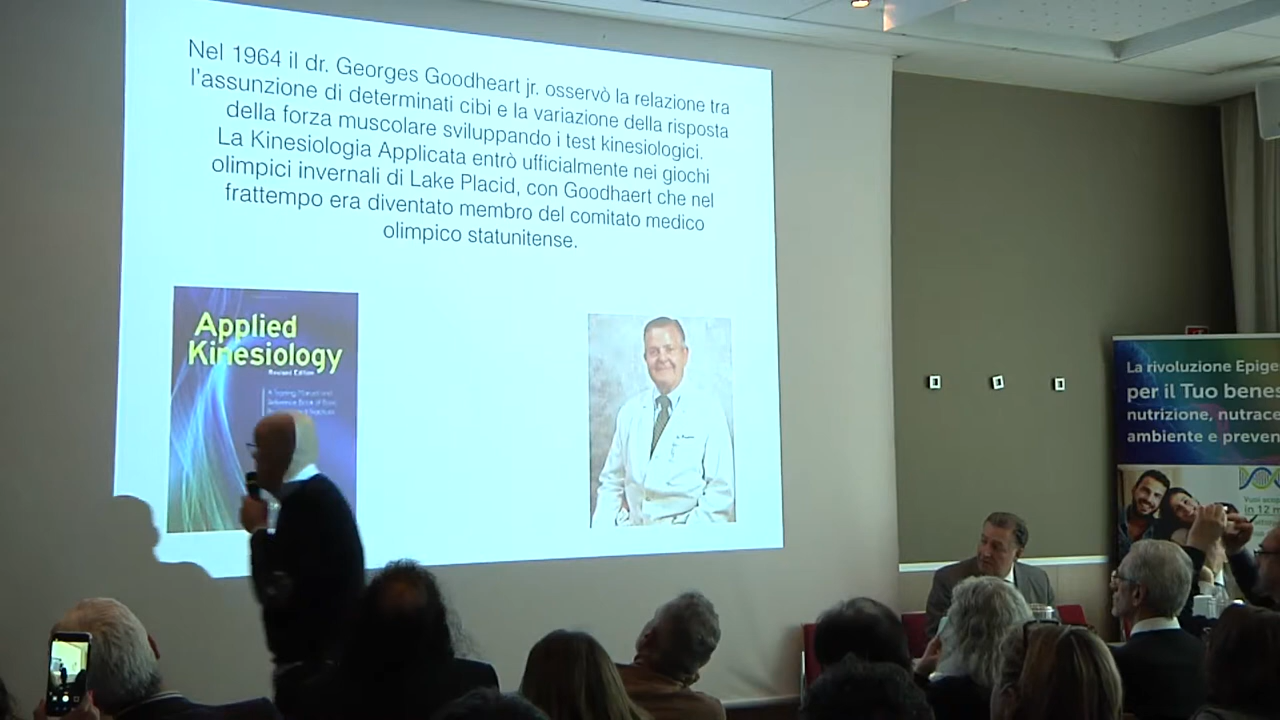 Nel 1964 il dr. Georges Goodheart jr. osservò la relazione tra
l'assunzione di determinati cibi e la variazione della risposta
della forza muscolare sviluppando i test kinesiologici.
La Kinesiologia Applicata entrò ufficialmente nei giochi
olimpici invernali di Lake Placid, con Goodhaert che nel
frattempo era diventato membro del comitato medico
olimpico statunitense.
Applied
Kinesiology
Revised Edition
La rivoluzione Epige
per il Tuo benes
nutrizione, nutrace
ambiente e preven
in 12 m